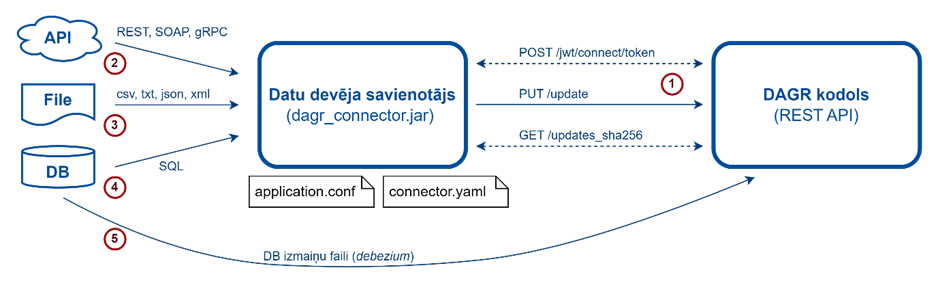 API
REST, SOAP, gRPC
2
File
csv, txt, json, xml
3
DB
SQL
4
5
Datu devēja savienotājs
(dagr_connector.jar)
application.conf
connector.yaml
POST /jwt/connect/token
1
PUT /update
GET /updates_sha256
DAGR kodols
(REST API)
DB izmaiņu faili (debezium)